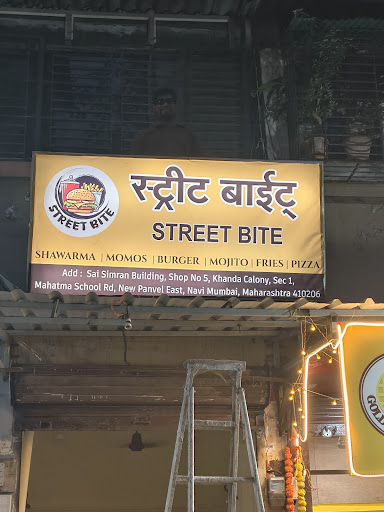 स्ट्रीट बाईट्
STREET BITE
STREET BITE
SHAWARMA | MOMOS | BURGER | MOJITO | FRIES | PIZZA
Add : Sai Simran Building, Shop No 5, Khanda Calony, Sec 1,
Mahatma School Rd, New Panvel East, Navi Mumbai, Maharashtra 410206